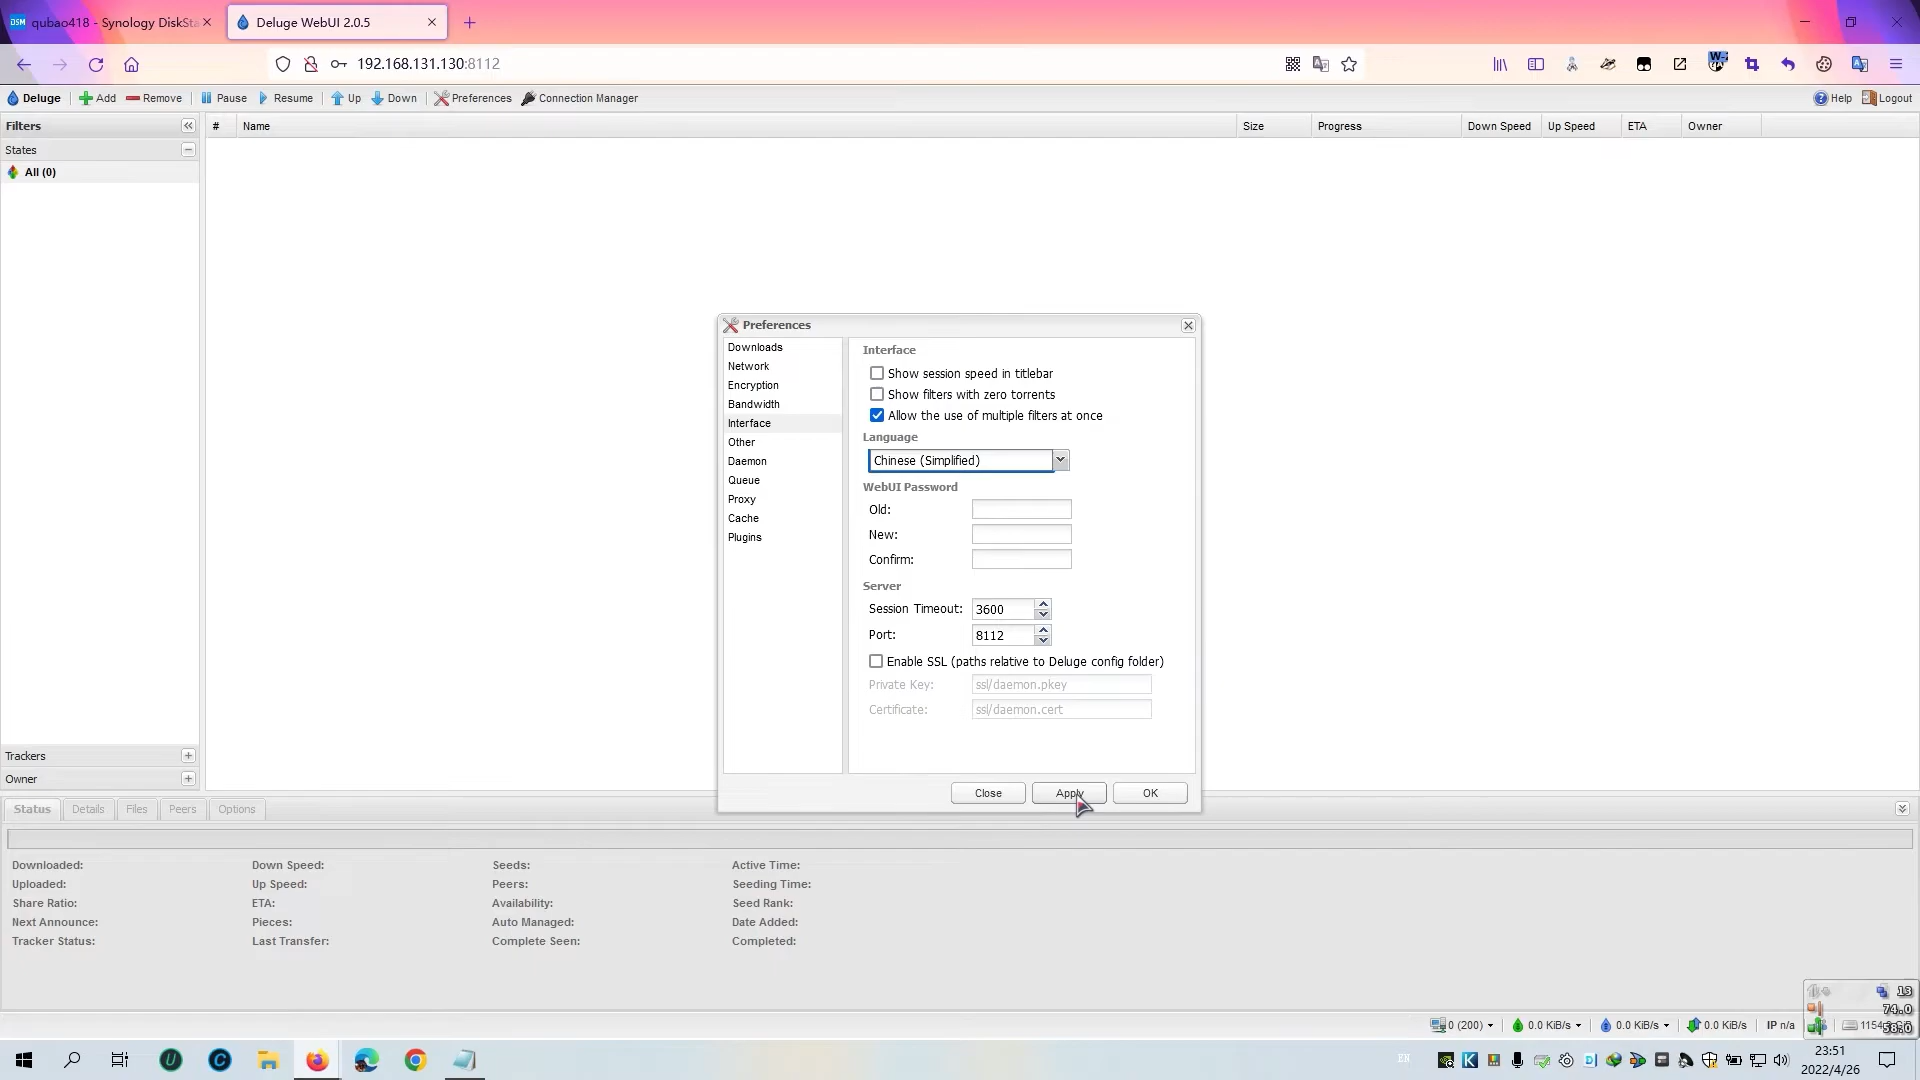 qubao418 - Synology DiskSta
Deluge WebUI 2.0.5
192.168.131.130:8112
Deluge Add Remove Pause Resume Up Down Preferences Connection Manager Help Logout
Filters # Name Size Progress Down Speed Up Speed ETA Owner
States
All (0)
Preferences
Downloads
Network
Encryption
Bandwidth
Interface
Other
Daemon
Queue
Proxy
Cache
Plugins
Interface
Show session speed in titlebar
Show filters with zero torrents
Allow the use of multiple filters at once
Language
Chinese (Simplified)
WebUI Password
Old:
New:
Confirm:
Server
Session Timeout: 3600
Port: 8112
Enable SSL (paths relative to Deluge config folder)
Private Key: ssl/daemon.pkey
Certificate: ssl/daemon.cert
Close Apply OK
Trackers
Owner
Status Details Files Peers Options
Downloaded: Down Speed: Seeds: Active Time:
Uploaded: Up Speed: Peers: Seeding Time:
Share Ratio: ETA: Availability: Seed Rank:
Next Announce: Pieces: Auto Managed: Date Added:
Tracker Status: Last Transfer: Complete Seen: Completed:
13
74.0
58.0
0 (200) 0.0 KiB/s 0.0 KiB/s 0.0 KiB/s IP n/a
EN
23:51
2022/4/26